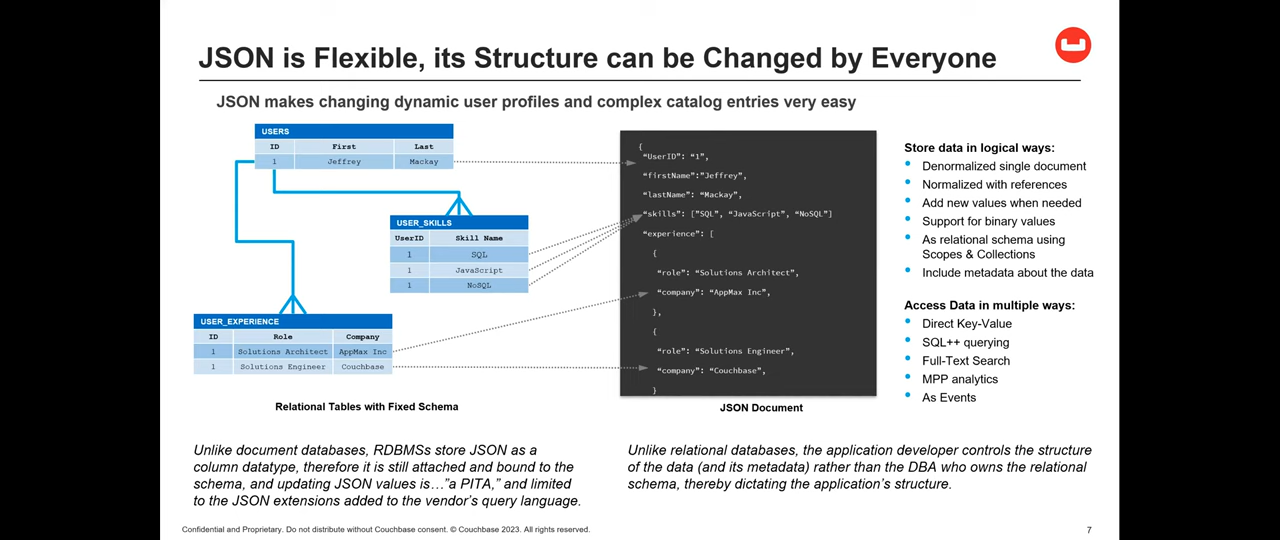 JSON is Flexible, its Structure can be Changed by Everyone
JSON makes changing dynamic user profiles and complex catalog entries very easy
USERS
ID First Last
1 Jeffrey Mackay
USER_SKILLS
UserID Skill Name
1 SQL
1 JavaScript
1 NoSQL
USER_EXPERIENCE
ID Role Company
1 Solutions Architect AppMax Inc
1 Solutions Engineer Couchbase
Relational Tables with Fixed Schema
{
“UserID”: “1”,
“firstName”:”Jeffrey”,
“lastName”: “Mackay”,
“skills”: [”SQL”, “JavaScript”, “NoSQL”]
“experience”: [
{
“role”: “Solutions Architect”,
“company”: “AppMax Inc”,
},
{
“role”: “Solutions Engineer”,
“company”: “Couchbase”,
}
JSON Document
Store data in logical ways:
• Denormalized single document
• Normalized with references
• Add new values when needed
• Support for binary values
• As relational schema using
Scopes & Collections
• Include metadata about the data
Access Data in multiple ways:
• Direct Key-Value
• SQL++ querying
• Full-Text Search
• MPP analytics
• As Events
Unlike document databases, RDBMSs store JSON as a
column datatype, therefore it is still attached and bound to the
schema, and updating JSON values is…”a PITA,” and limited
to the JSON extensions added to the vendor’s query language.
Unlike relational databases, the application developer controls the structure
of the data (and its metadata) rather than the DBA who owns the relational
schema, thereby dictating the application’s structure.
Confidential and Proprietary. Do not distribute without Couchbase consent. © Couchbase 2023. All rights reserved.
7